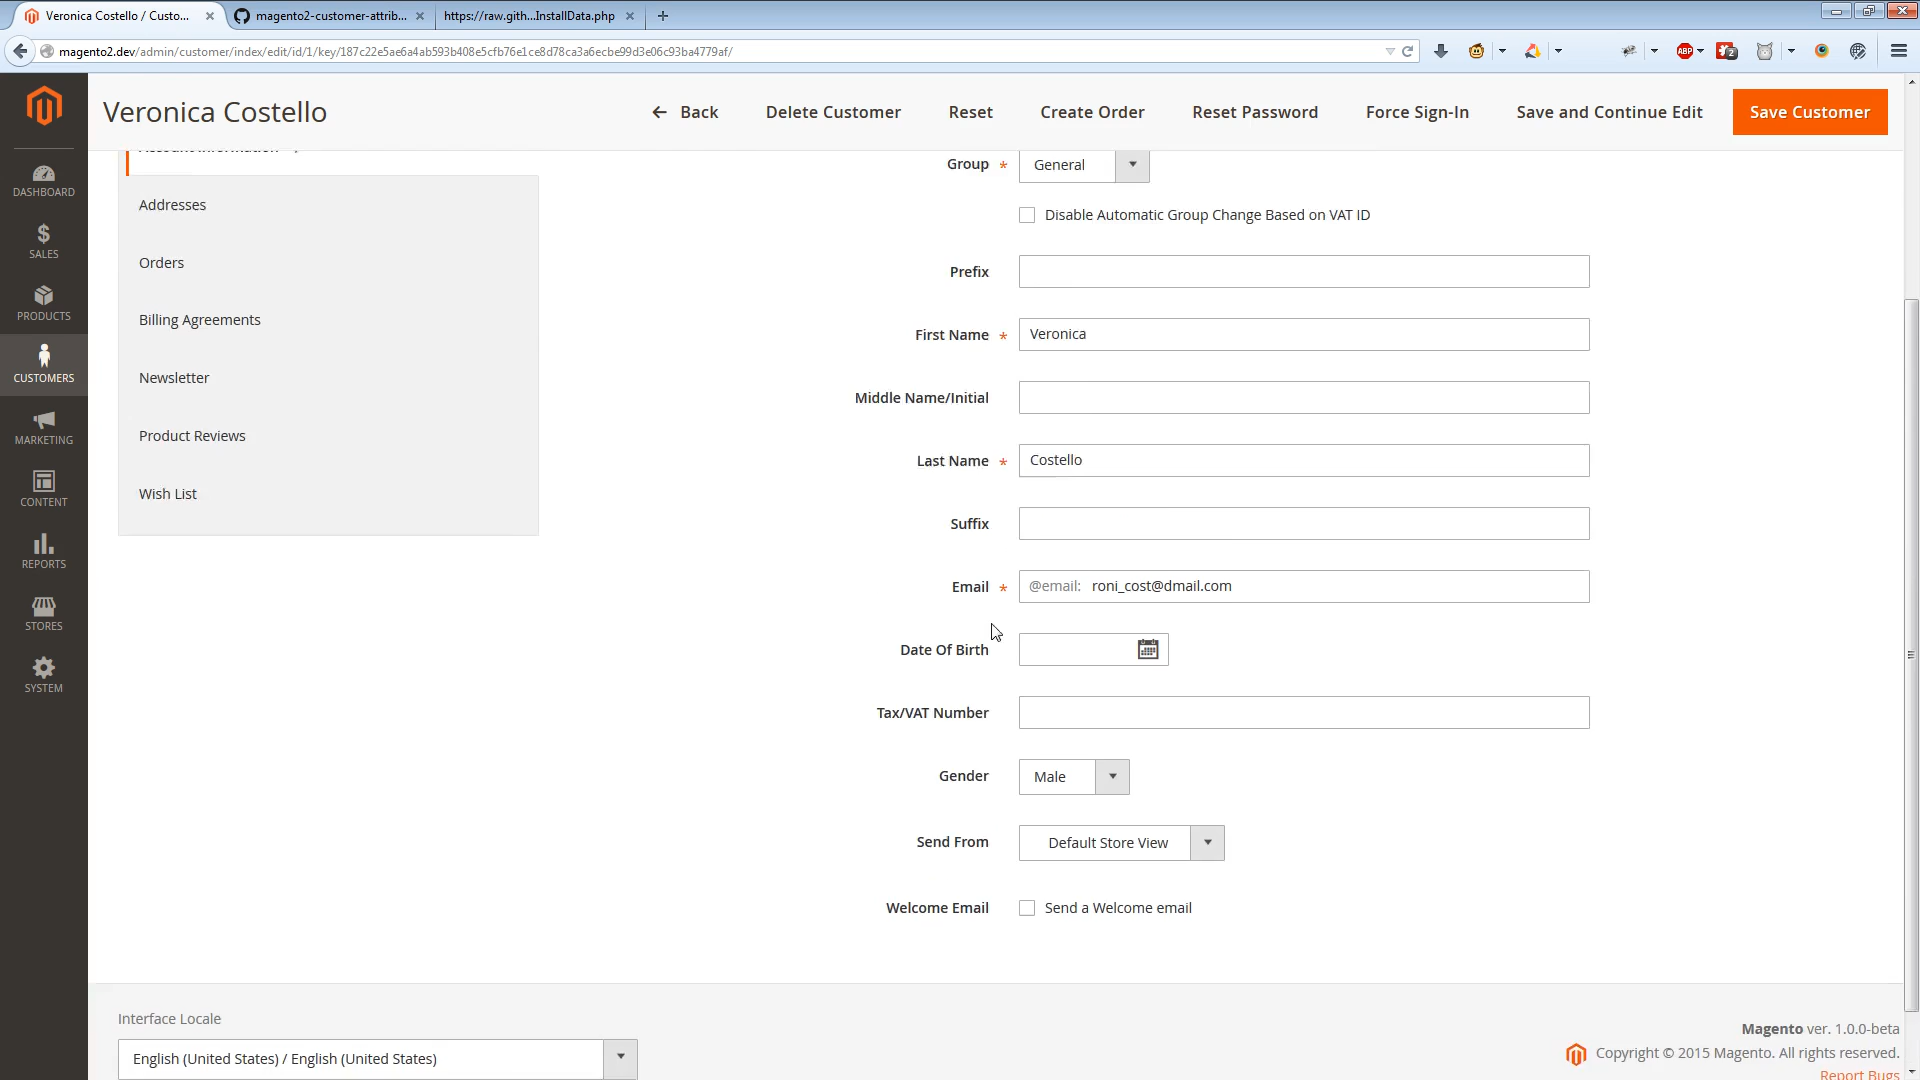 Veronica Costello / Custo...
magento2-customer-attrib...
https://raw.gith...InstallData.php
magento2.dev/admin/customer/index/edit/id/1/key/187c22e5ae6a4ab593b408e5cfb76e1ce8d78ca3a6ecbe99d3e06c93ba4779af/
ABP
2
Veronica Costello
Back
Delete Customer
Reset
Create Order
Reset Password
Force Sign-In
Save and Continue Edit
Save Customer
DASHBOARD
SALES
PRODUCTS
CUSTOMERS
MARKETING
CONTENT
REPORTS
STORES
SYSTEM
Account Information
Addresses
Orders
Billing Agreements
Newsletter
Product Reviews
Wish List
Group * General
Disable Automatic Group Change Based on VAT ID
Prefix
First Name * Veronica
Middle Name/Initial
Last Name * Costello
Suffix
Email * @email: roni_cost@dmail.com
Date Of Birth
Tax/VAT Number
Gender Male
Send From Default Store View
Welcome Email Send a Welcome email
Interface Locale
English (United States) / English (United States)
Magento ver. 1.0.0-beta
Copyright © 2015 Magento. All rights reserved.
Report Bugs